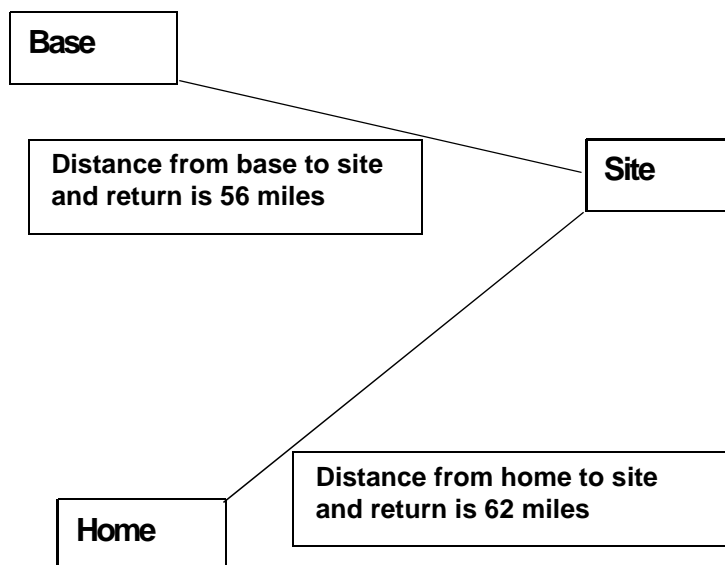 Base
Distance from base to site
and return is 56 miles
Site
Distance from home to site
and return is 62 miles
Home